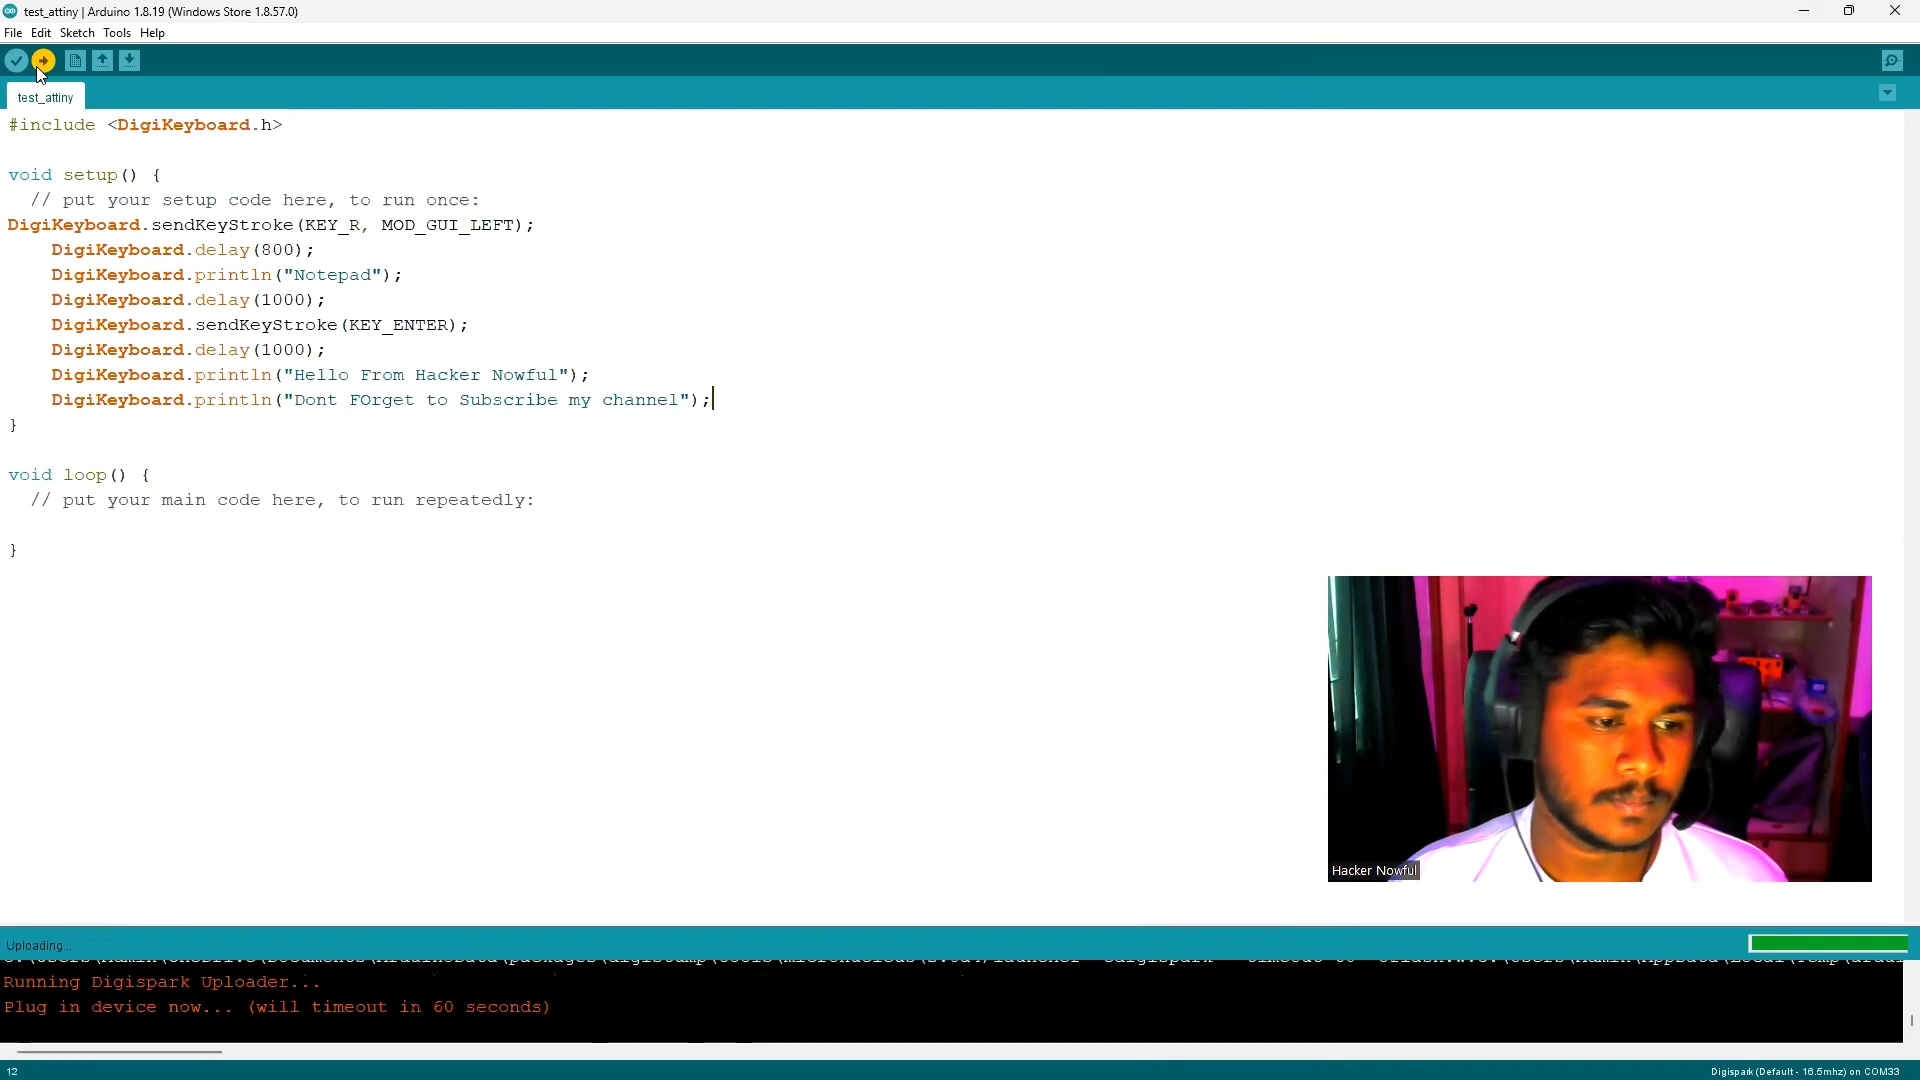 test_attiny | Arduino 1.8.19 (Windows Store 1.8.57.0)
File Edit Sketch Tools Help
test_attiny
#include <DigiKeyboard.h>
void setup() {
// put your setup code here, to run once:
DigiKeyboard.sendKeyStroke(KEY_R, MOD_GUI_LEFT);
DigiKeyboard.delay(800);
DigiKeyboard.println("Notepad");
DigiKeyboard.delay(1000);
DigiKeyboard.sendKeyStroke(KEY_ENTER);
DigiKeyboard.delay(1000);
DigiKeyboard.println("Hello From Hacker Nowful");
DigiKeyboard.println("Dont FOrget to Subscribe my channel");
}
void loop() {
// put your main code here, to run repeatedly:
}
Hacker Nowful
Uploading...
Running Digispark Uploader...
Plug in device now... (will timeout in 60 seconds)
12
Digispark (Default - 16.5mhz) on COM33